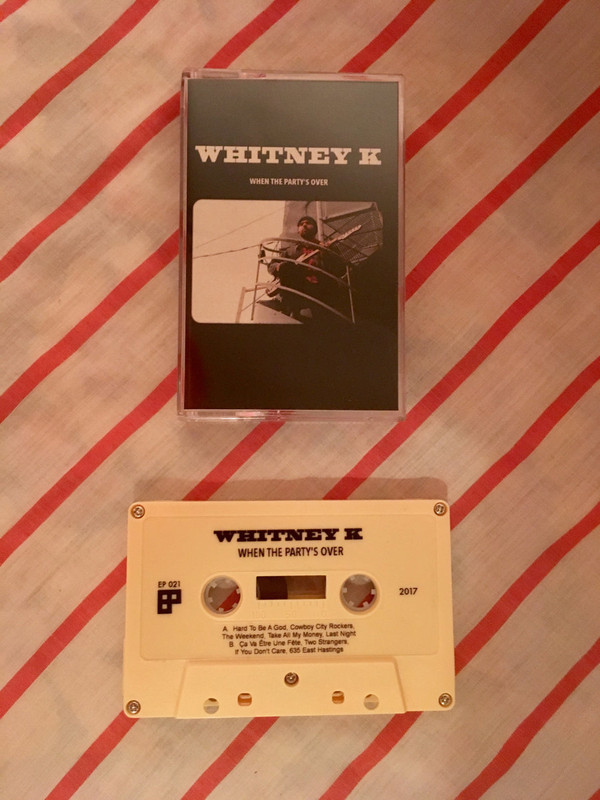 WHITNEY K
WHEN THE PARTY'S OVER
WHITNEY K
WHEN THE PARTY'S OVER
EP 021
2017
A. Hard To Be A God, Cowboy City Rockers,
The Weekend, Take All My Money, Last Night
B. Ça Va Être Une Fête, Two Strangers,
If You Don't Care, 635 East Hastings